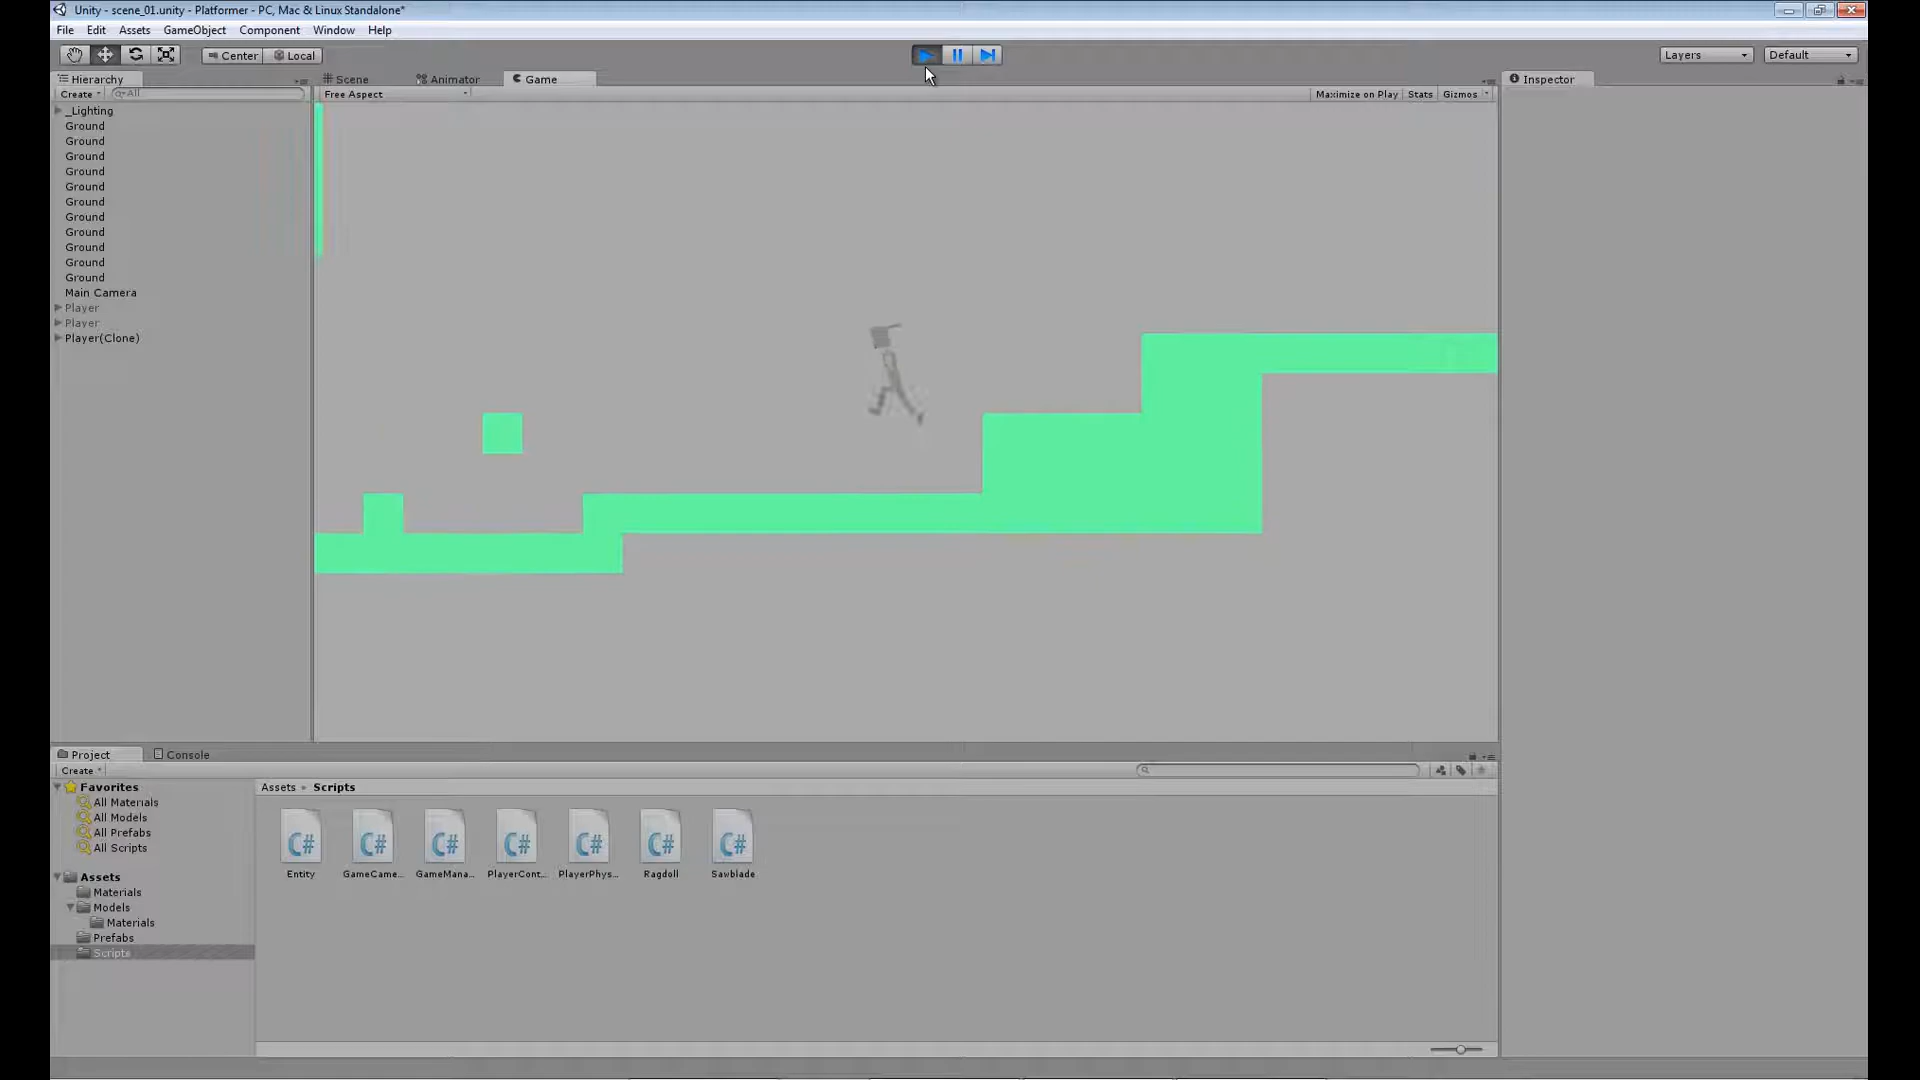 Unity - scene_01.unity - Platformer - PC, Mac & Linux Standalone*
File Edit Assets GameObject Component Window Help
Center Local Layers Default
Hierarchy Scene Animator Game Inspector
Create All Free Aspect Maximize on Play Stats Gizmos
_Lighting
Ground
Ground
Ground
Ground
Ground
Ground
Ground
Ground
Ground
Ground
Ground
Main Camera
Player
Player
Player(Clone)
Project Console
Create
Favorites
All Materials
All Models
All Prefabs
All Scripts
Assets
Materials
Models
Materials
Prefabs
Scripts
Assets Scripts
C# C# C# C# C# C# C#
Entity GameCame... GameMana... PlayerCont... PlayerPhys... Ragdoll Sawblade